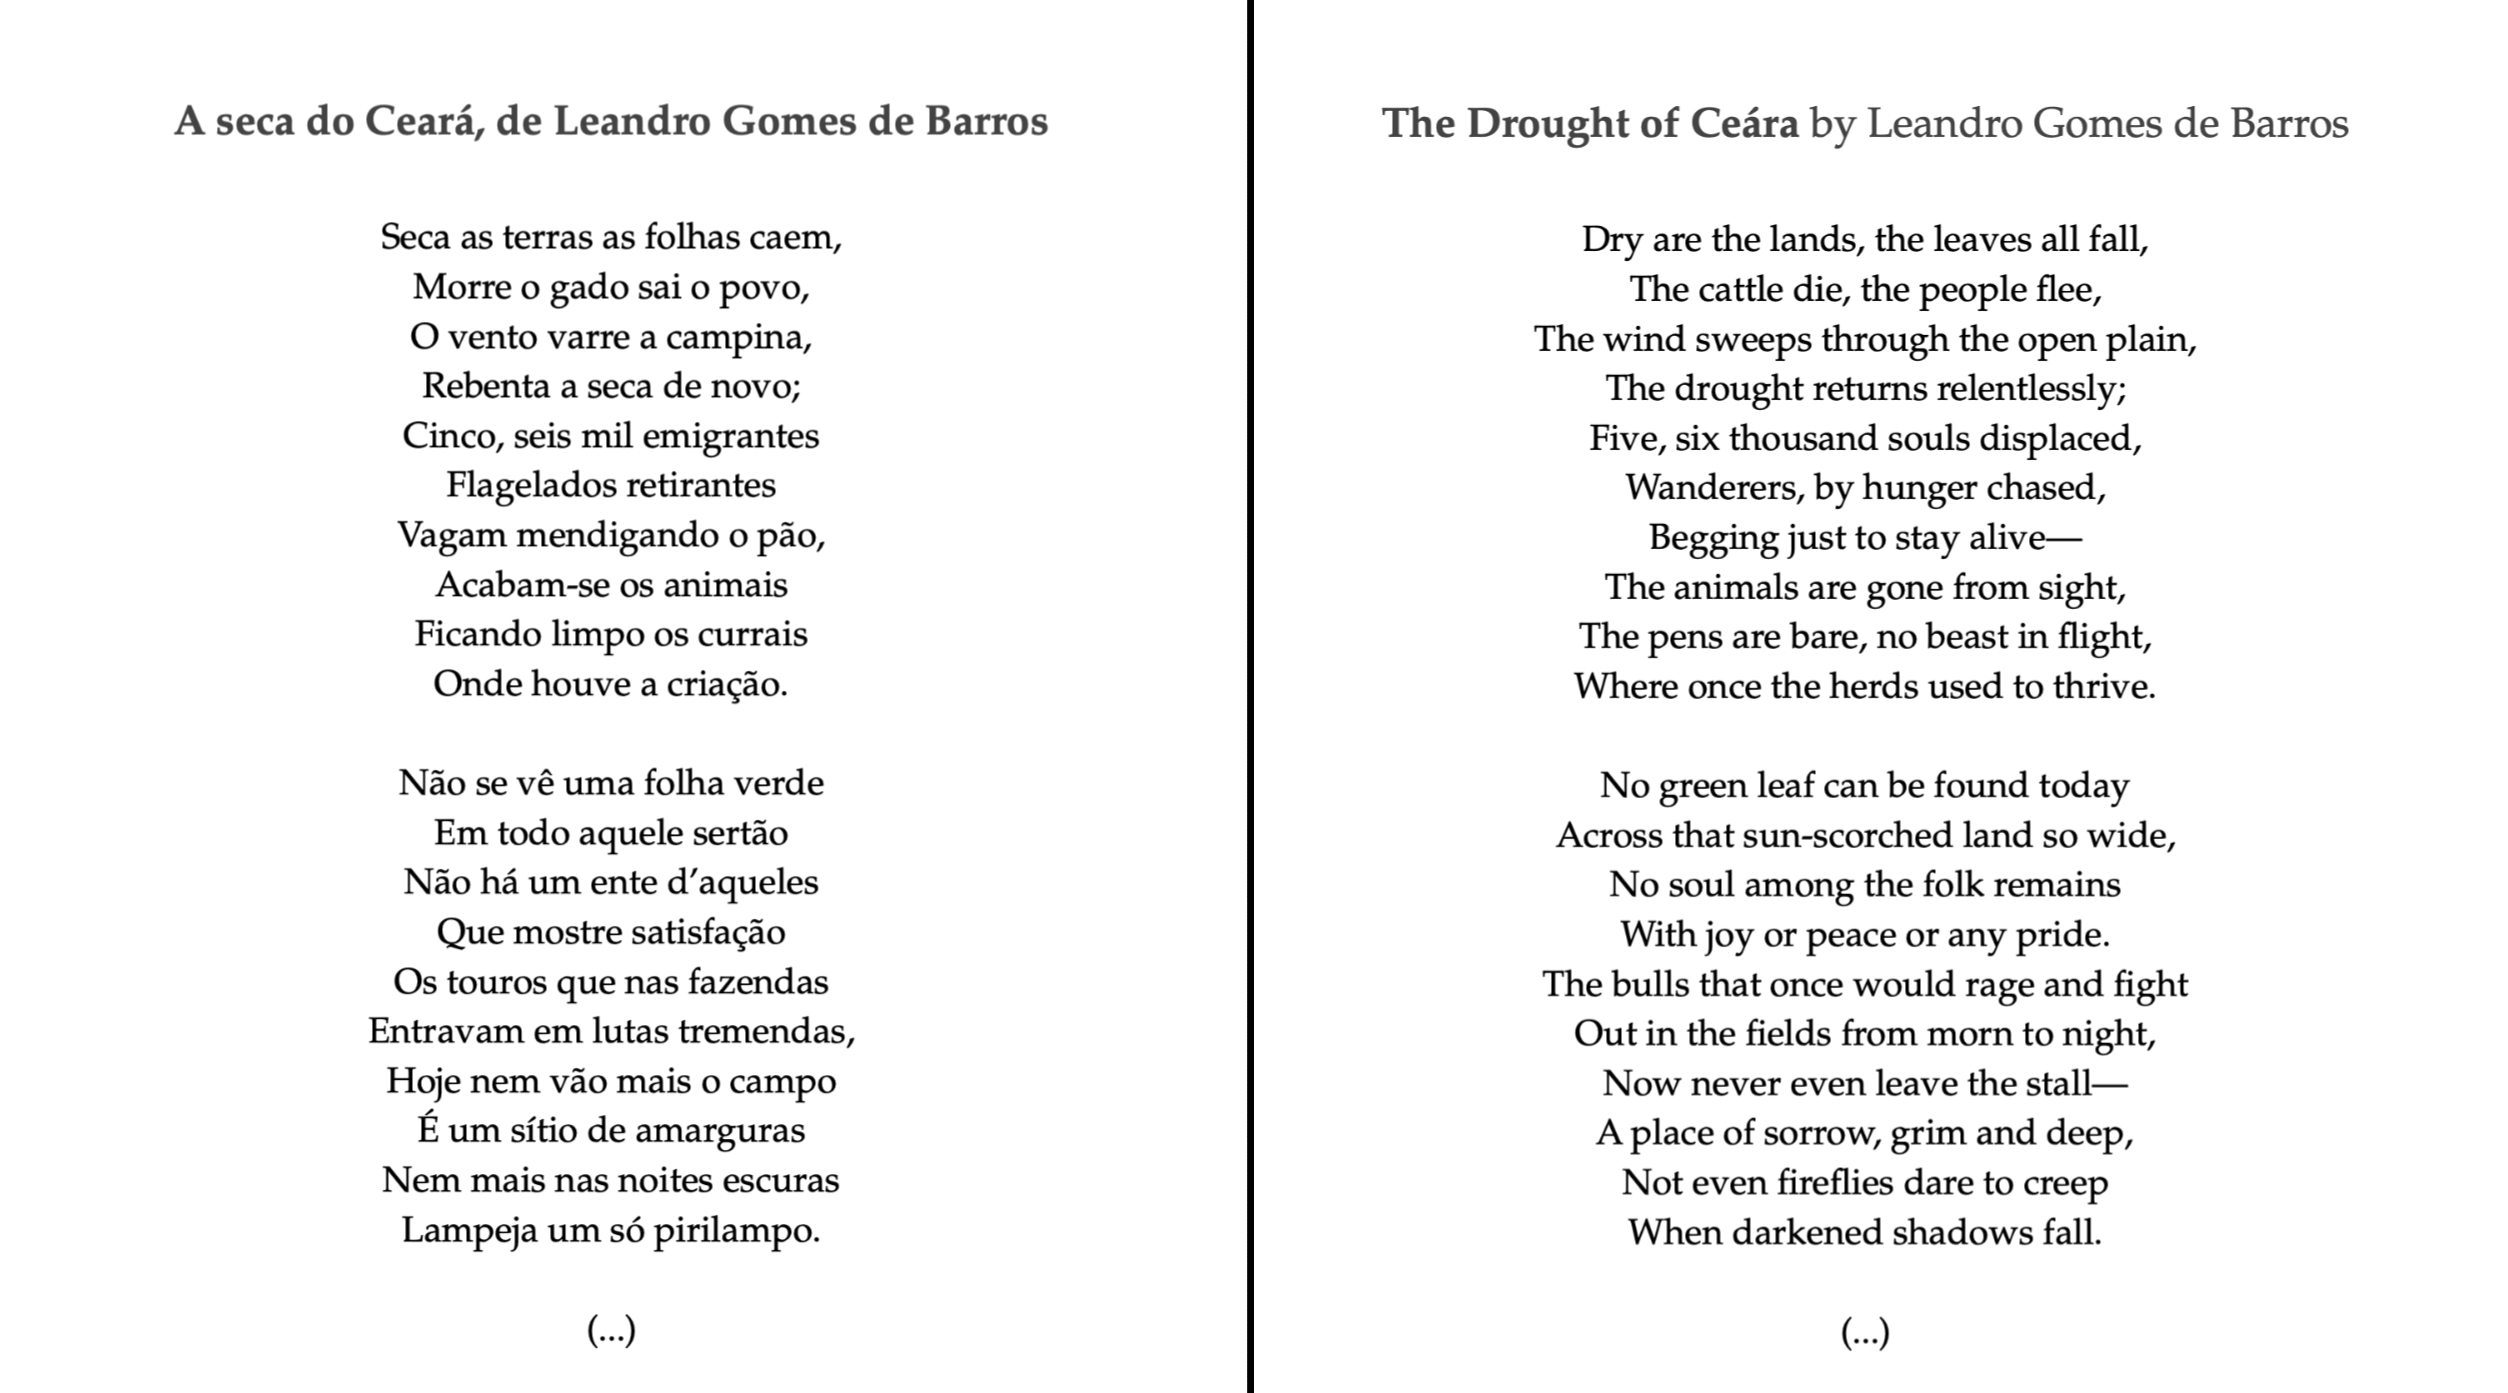 A seca do Ceará, de Leandro Gomes de Barros
Seca as terras as folhas caem,
Morre o gado sai o povo,
O vento varre a campina,
Rebenta a seca de novo;
Cinco, seis mil emigrantes
Flagelados retirantes
Vagam mendigando o pão,
Acabam-se os animais
Ficando limpo os currais
Onde houve a criação.
Não se vê uma folha verde
Em todo aquele sertão
Não há um ente d’aqueles
Que mostre satisfação
Os touros que nas fazendas
Entravam em lutas tremendas,
Hoje nem vão mais o campo
É um sítio de amarguras
Nem mais nas noites escuras
Lampeja um só pirilampo.
(...)
The Drought of Ceára by Leandro Gomes de Barros
Dry are the lands, the leaves all fall,
The cattle die, the people flee,
The wind sweeps through the open plain,
The drought returns relentlessly;
Five, six thousand souls displaced,
Wanderers, by hunger chased,
Begging just to stay alive—
The animals are gone from sight,
The pens are bare, no beast in flight,
Where once the herds used to thrive.
No green leaf can be found today
Across that sun-scorched land so wide,
No soul among the folk remains
With joy or peace or any pride.
The bulls that once would rage and fight
Out in the fields from morn to night,
Now never even leave the stall—
A place of sorrow, grim and deep,
Not even fireflies dare to creep
When darkened shadows fall.
(...)